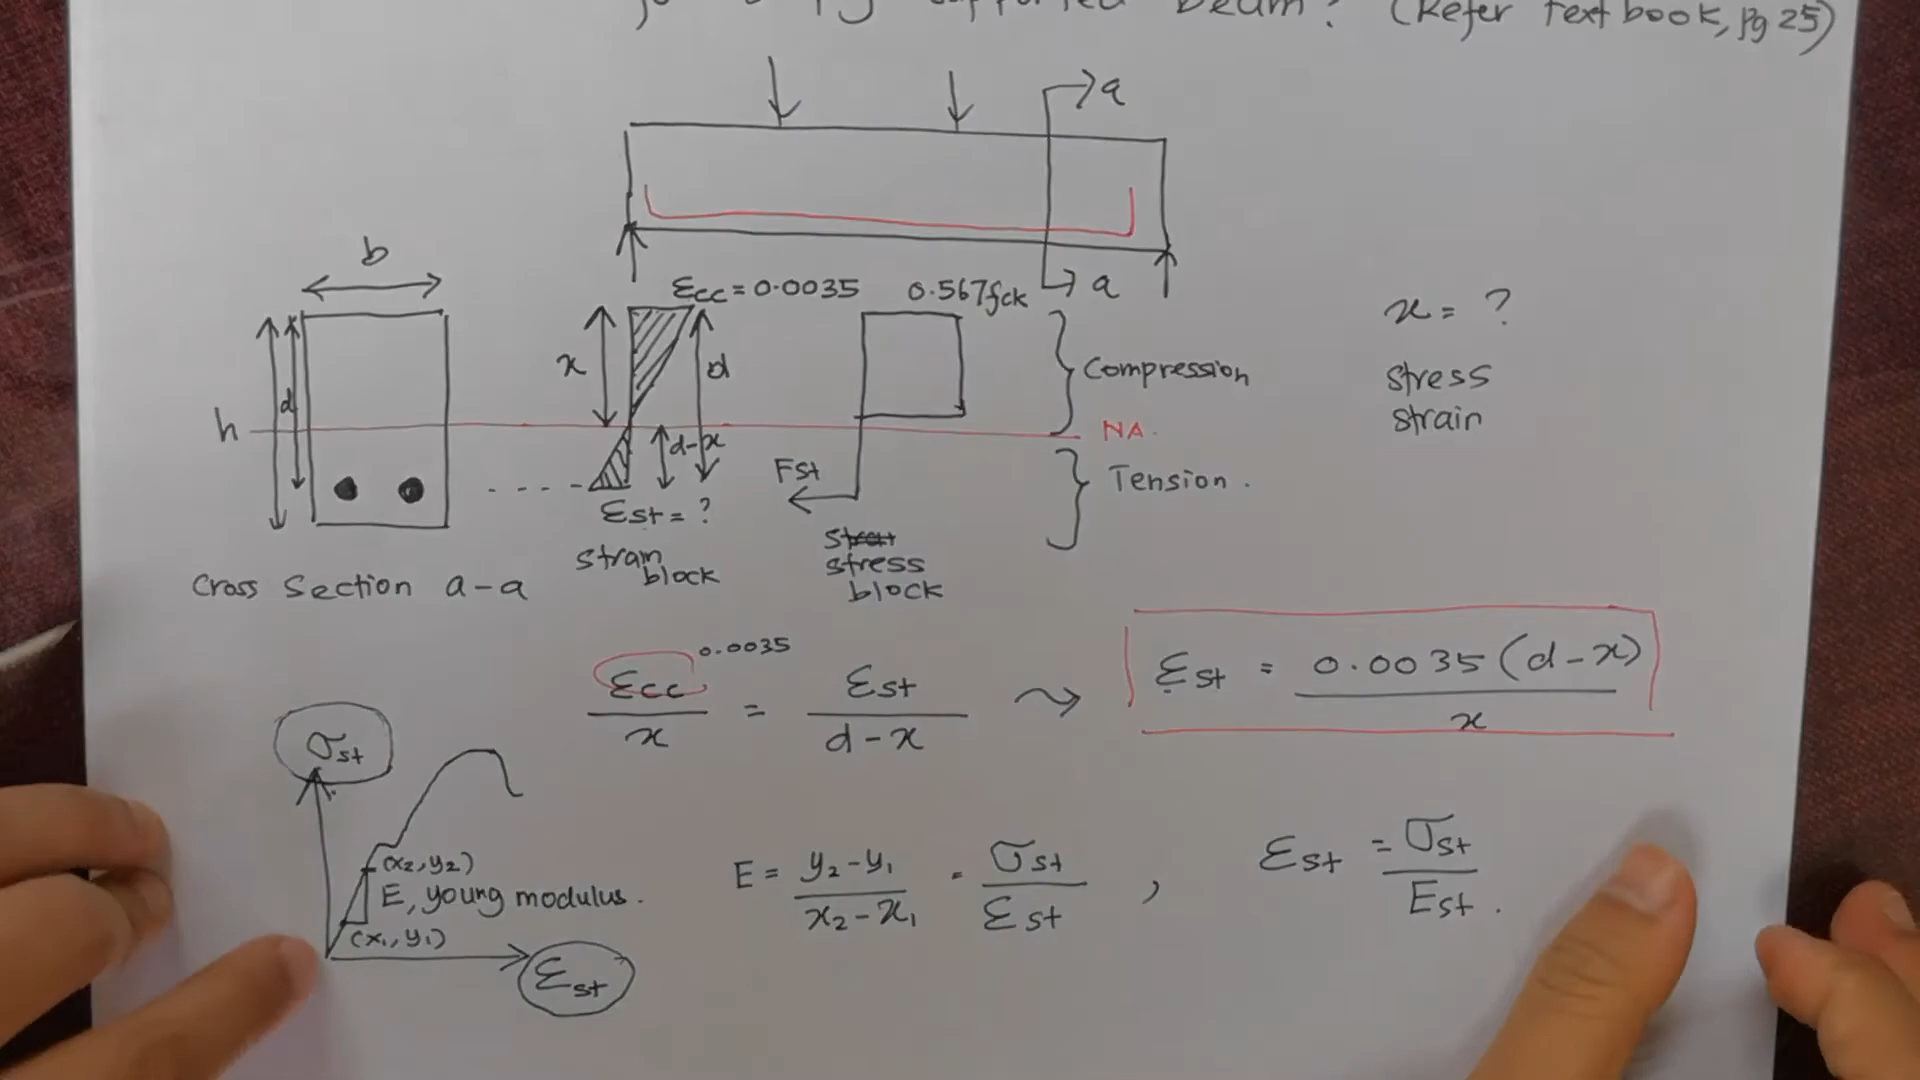 supported beam? (Refer text book, pg 25)
a
a
b
h
d
Cross Section a-a
εcc = 0.0035
x
d
d-x
εst = ?
strain
block
0.567fck
Fst
stress
block
Compression
NA.
Tension.
x = ?
stress
strain
εcc/x = εst/d-x
0.0035
εst = 0.0035(d-x)/x
σst
(x2,y2)
E, young modulus.
(x1,y1)
εst
E = y2-y1/x2-x1 = σst/εst , εst = σst/Est.